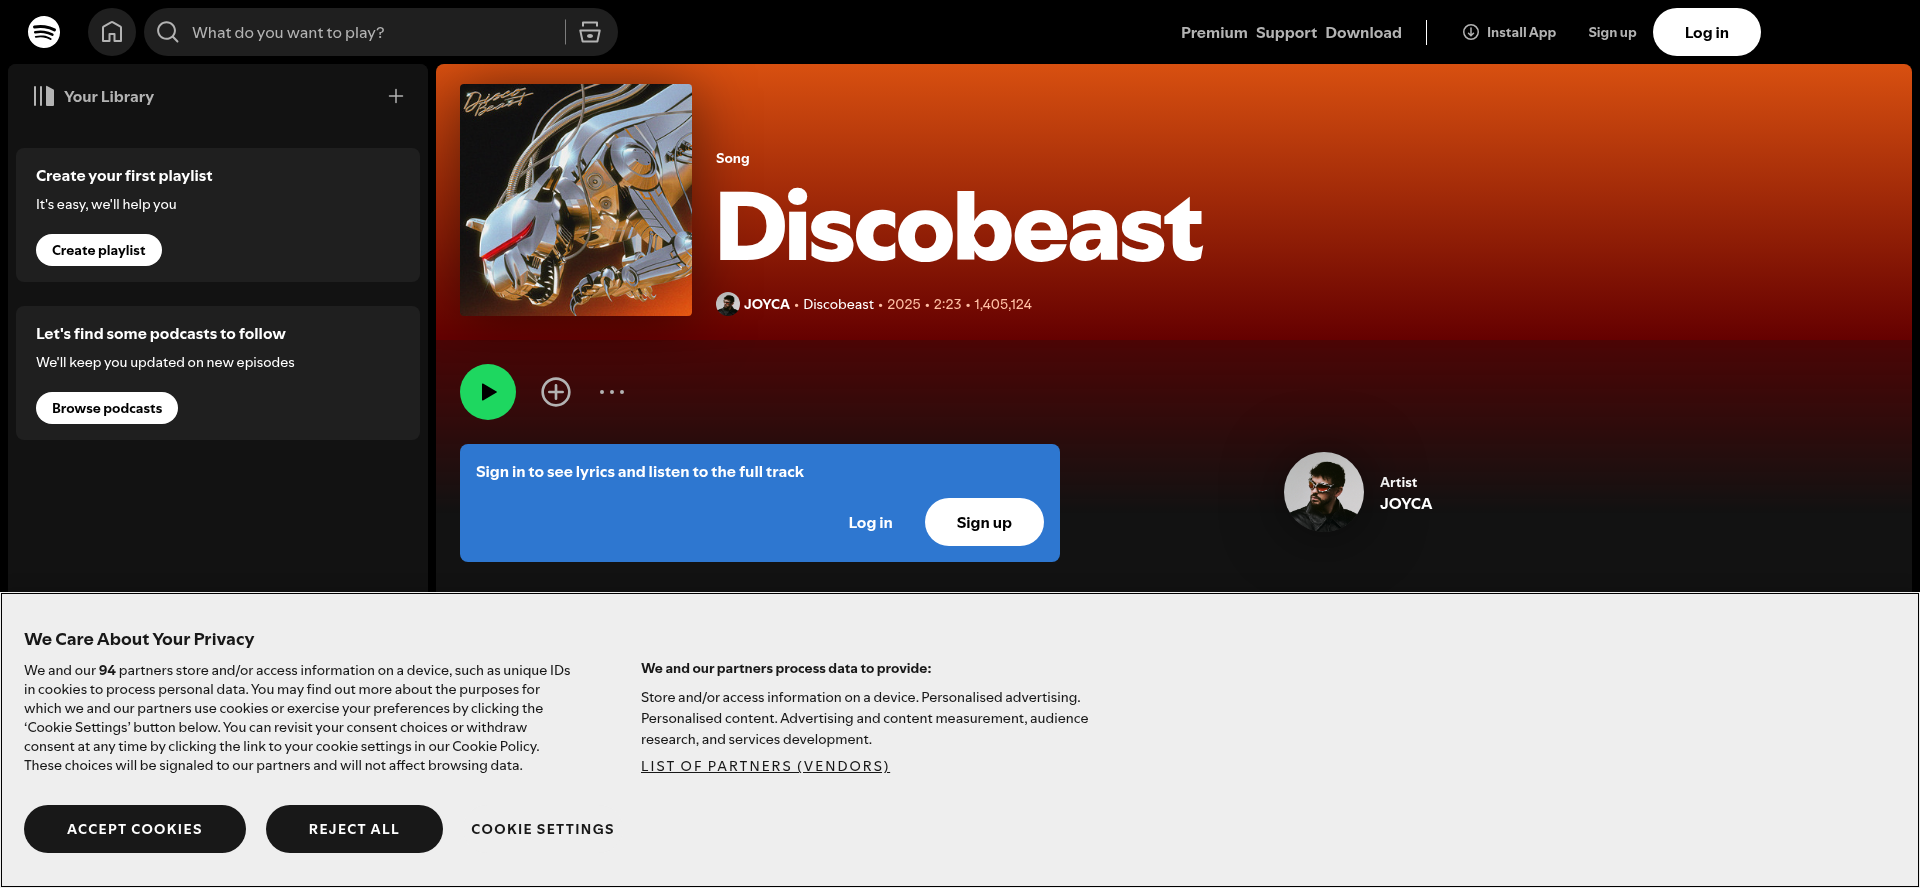 What do you want to play?
Premium Support Download
Install App
Sign up
Log in
Your Library
Create your first playlist
It's easy, we'll help you
Create playlist
Let's find some podcasts to follow
We'll keep you updated on new episodes
Browse podcasts
Disco
Beast
Song
Discobeast
JOYCA • Discobeast • 2025 • 2:23 • 1,405,124
Sign in to see lyrics and listen to the full track
Log in
Sign up
Artist
JOYCA
We Care About Your Privacy
We and our 94 partners store and/or access information on a device, such as unique IDs
in cookies to process personal data. You may find out more about the purposes for
which we and our partners use cookies or exercise your preferences by clicking the
‘Cookie Settings’ button below. You can revisit your consent choices or withdraw
consent at any time by clicking the link to your cookie settings in our Cookie Policy.
These choices will be signaled to our partners and will not affect browsing data.
We and our partners process data to provide:
Store and/or access information on a device. Personalised advertising.
Personalised content. Advertising and content measurement, audience
research, and services development.
LIST OF PARTNERS (VENDORS)
ACCEPT COOKIES
REJECT ALL
COOKIE SETTINGS